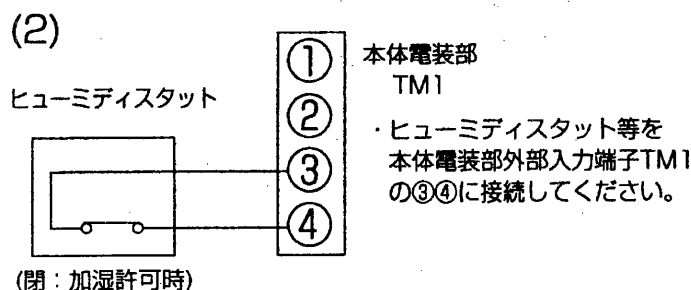 (2)
ヒューミディスタット
(閉：加湿許可時)
①
②
③
④
本体電装部
TM1
・ヒューミディスタット等を
本体電装部外部入力端子TM1
の③④に接続してください。